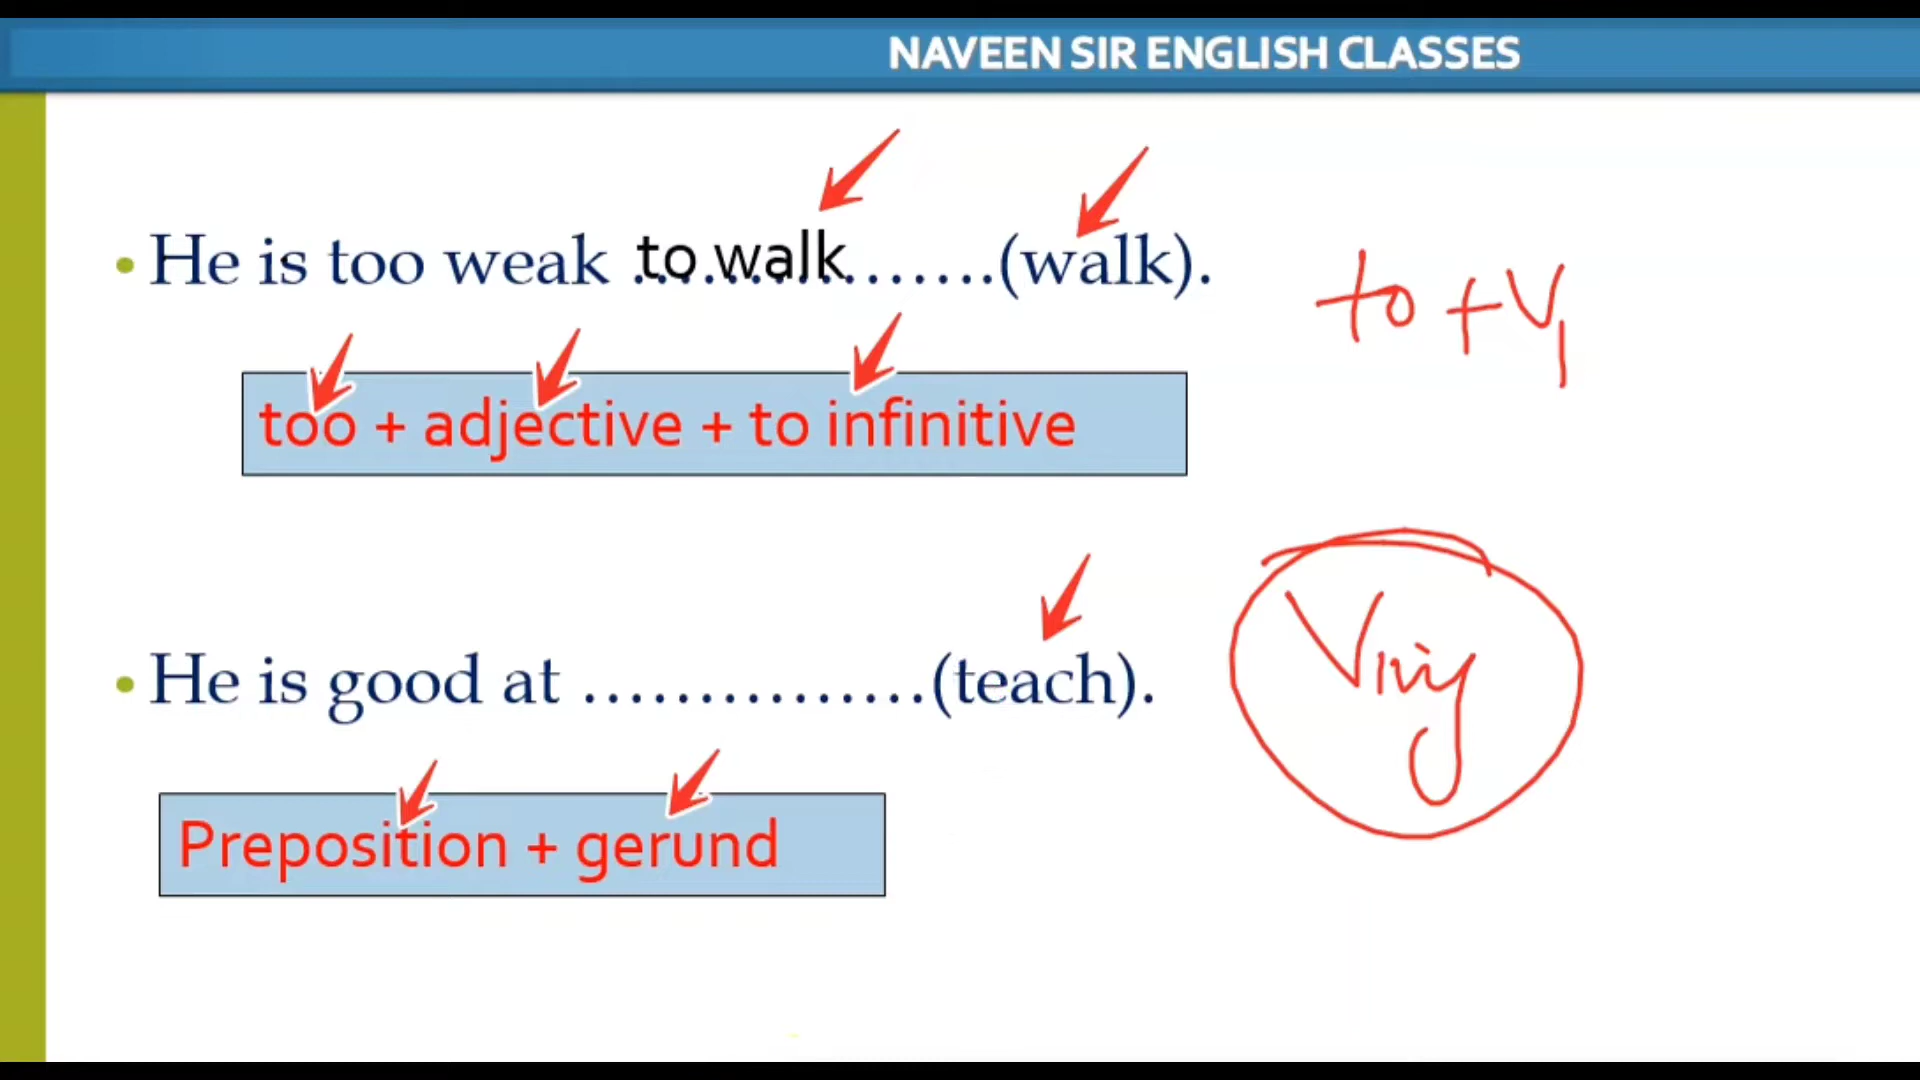 NAVEEN SIR ENGLISH CLASSES
• He is too weak to walk ...............(walk).
to + V1
too + adjective + to infinitive
• He is good at ...............(teach).
Ving
Preposition + gerund